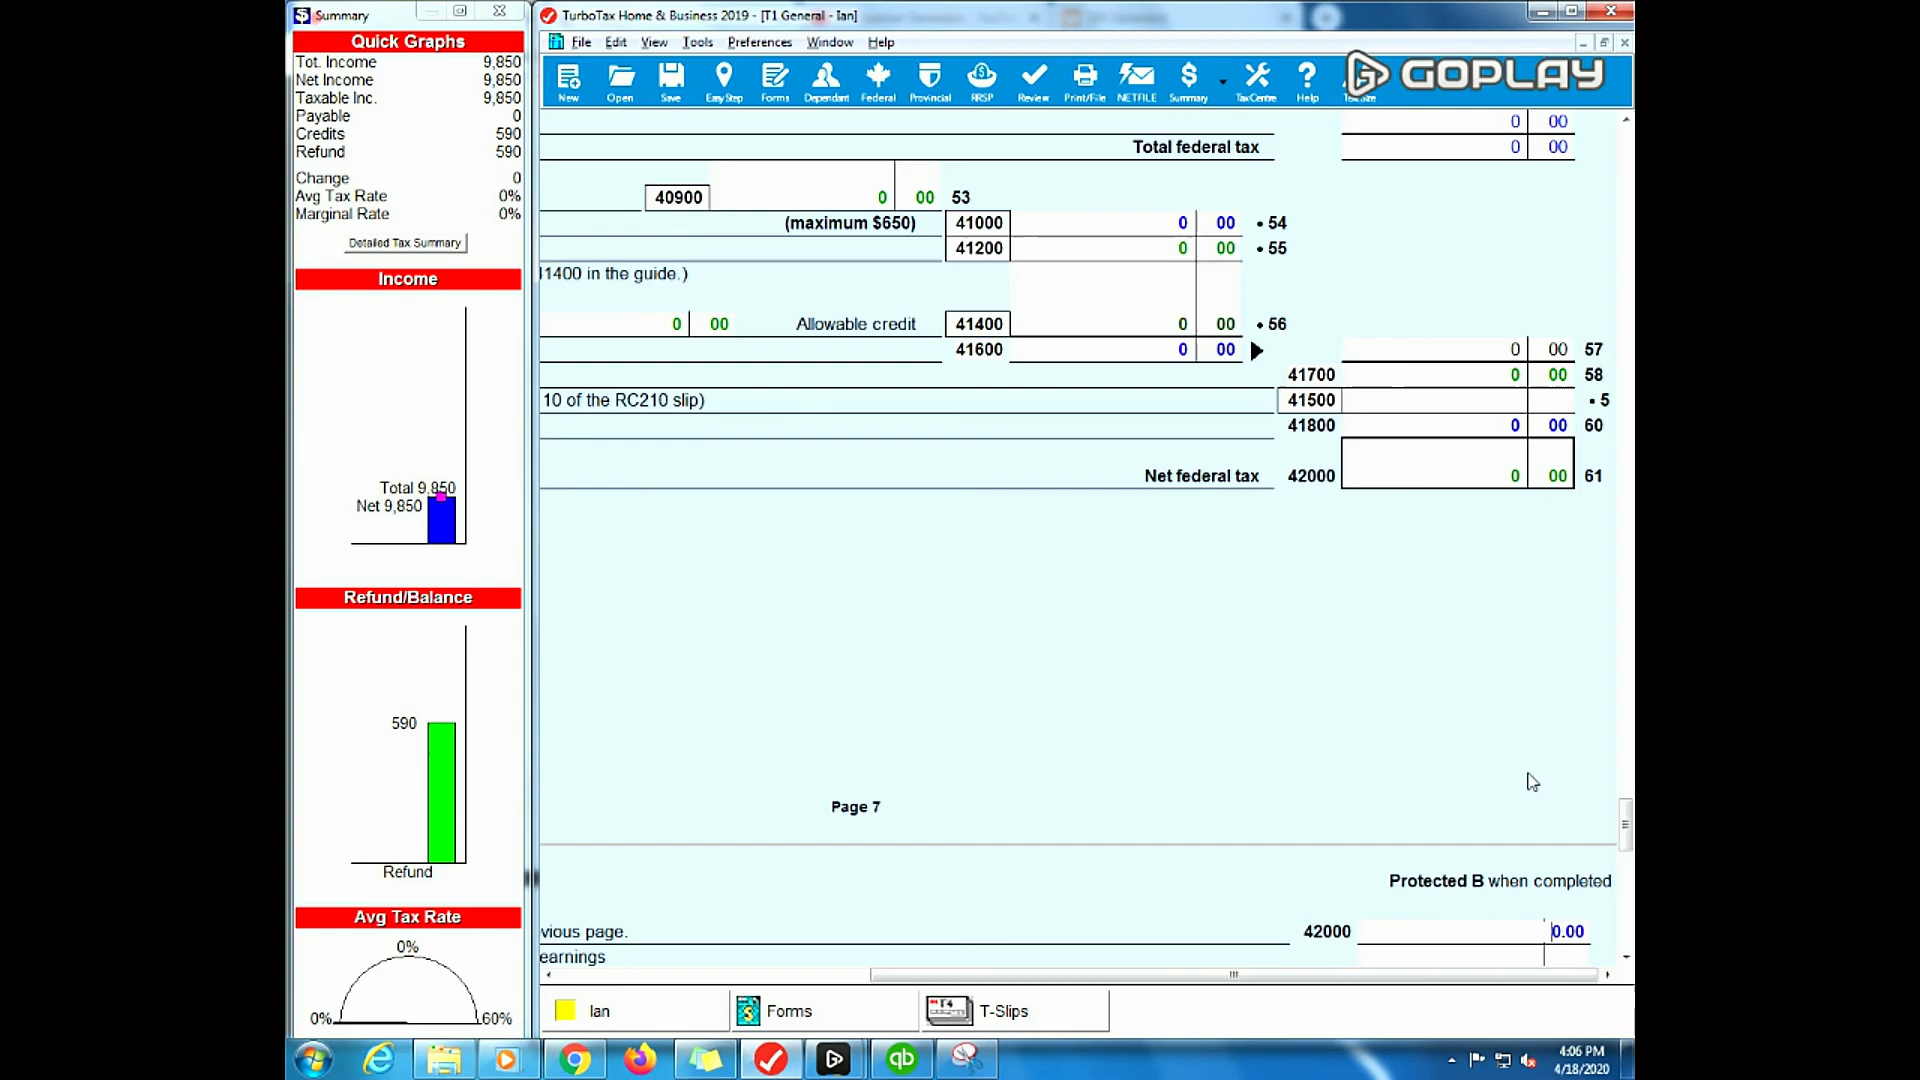 Summary
Quick Graphs
Tot. Income 9,850
Net Income 9,850
Taxable Inc. 9,850
Payable 0
Credits 590
Refund 590
Change 0
Avg Tax Rate 0%
Marginal Rate 0%
Detailed Tax Summary
Income
Total 9,850
Net 9,850
Refund/Balance
590
Refund
Avg Tax Rate
0%
0% 60%
TurboTax Home & Business 2019 - [T1 General - Ian]
File Edit View Tools Preferences Window Help
New Open Save EasyStep Forms Dependant Federal Provincial RRSP Review Print/File NETFILE Summary TaxCentre Help
GOPLAY
0 00
Total federal tax 0 00
40900 0 00 53
(maximum $650) 41000 0 00 • 54
41200 0 00 • 55
41400 in the guide.)
0 00 Allowable credit 41400 0 00 • 56
41600 0 00 0 00 57
41700 0 00 58
10 of the RC210 slip) 41500 • 5
41800 0 00 60
Net federal tax 42000 0 00 61
Page 7
Protected B when completed
vious page. 42000 0.00
earnings
Ian Forms T-Slips
T4
qb
4:06 PM
4/18/2020